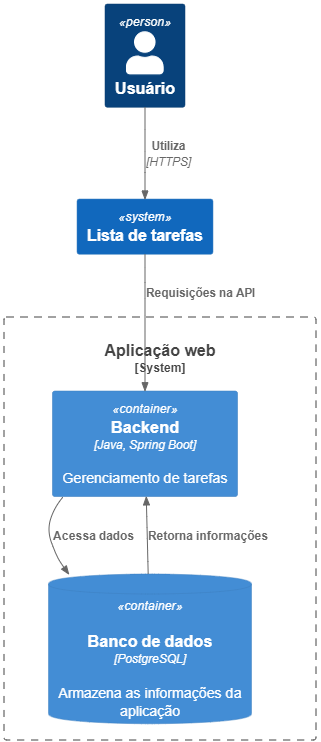 «person»
Usuário
Utiliza
[HTTPS]
«system»
Lista de tarefas
Requisições na API
Aplicação web
[System]
«container»
Backend
[Java, Spring Boot]
Gerenciamento de tarefas
Acessa dados
Retorna informações
«container»
Banco de dados
[PostgreSQL]
Armazena as informações da
aplicação